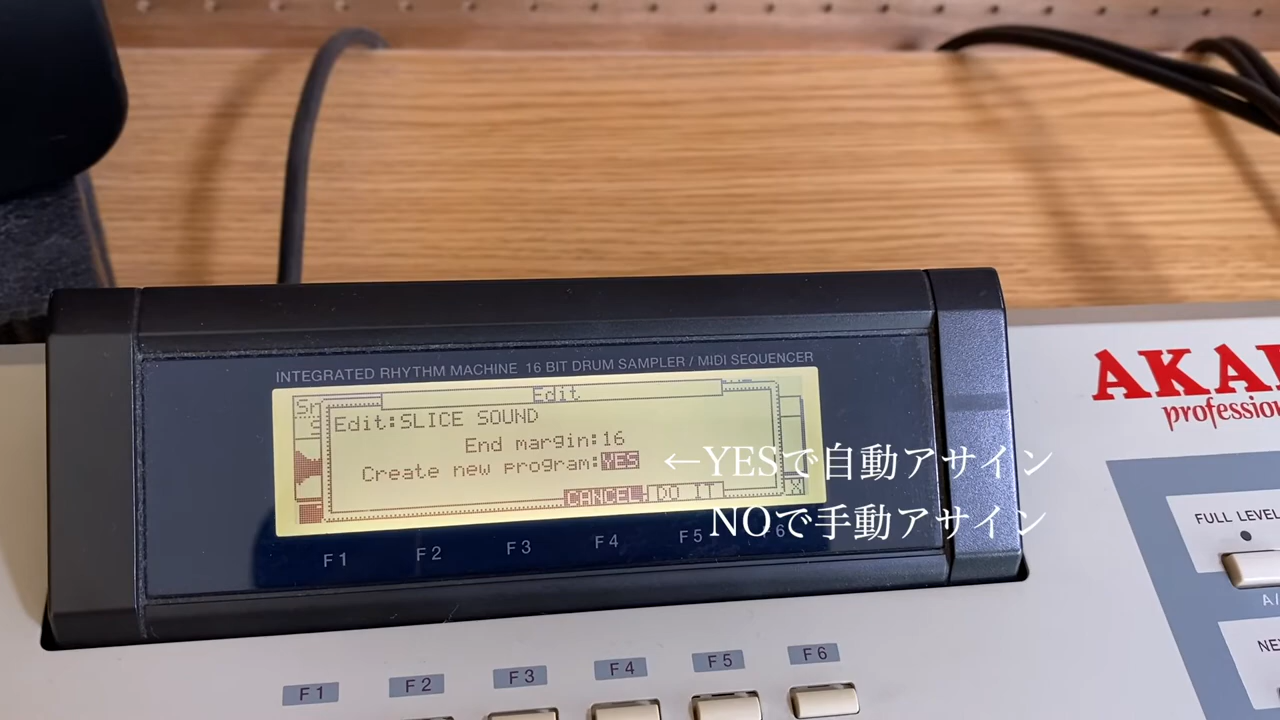 INTEGRATED RHYTHM MACHINE 16 BIT DRUM SAMPLER / MIDI SEQUENCER
Edit
Edit:SLICE SOUND
End margin:16
Create new program:YES
CANCEL DO IT
←YESで自動アサイン
NOで手動アサイン
F1 F2 F3 F4 F5 F6
F1 F2 F3 F4 F5 F6
AKAI
professional
FULL LEVEL